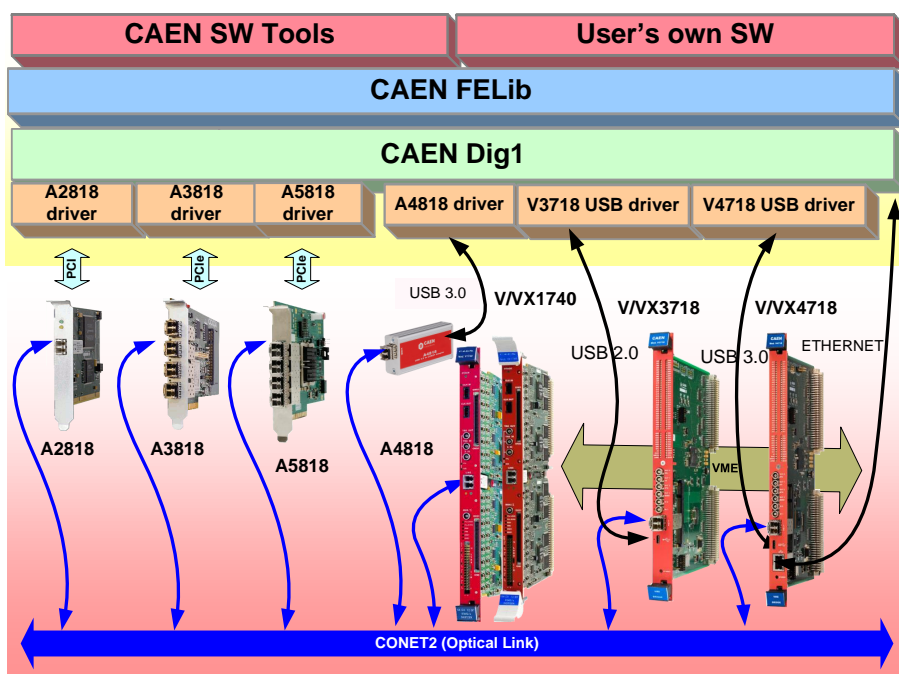 CAEN SW Tools
User's own SW
CAEN FELib
CAEN Dig1
A2818
driver
A3818
driver
A5818
driver
A4818 driver
V3718 USB driver
V4718 USB driver
PCI
PCIe
PCIe
USB 3.0
V/VX1740
V/VX3718
V/VX4718
USB 2.0
USB 3.0
ETHERNET
A2818
A3818
A5818
A4818
VME
CONET2 (Optical Link)